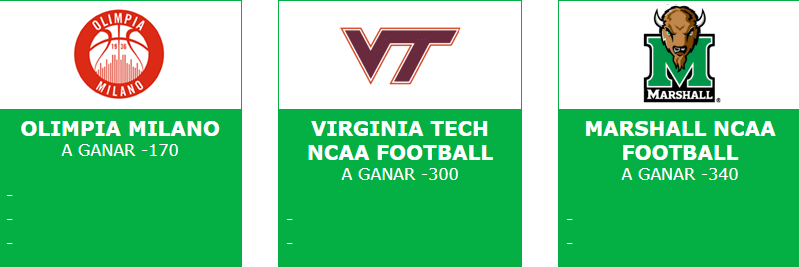 OLIMPIA
1936
MILANO
OLIMPIA MILANO
A GANAR -170
-
-
-
VT
VIRGINIA TECH
NCAA FOOTBALL
A GANAR -300
-
-
M
MARSHALL®
MARSHALL NCAA
FOOTBALL
A GANAR -340
-
-